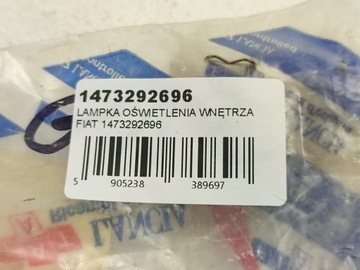 1473292696
LAMPKA OŚWIETLENIA WNĘTRZA
FIAT 1473292696
5 905238 389697
LANCIA